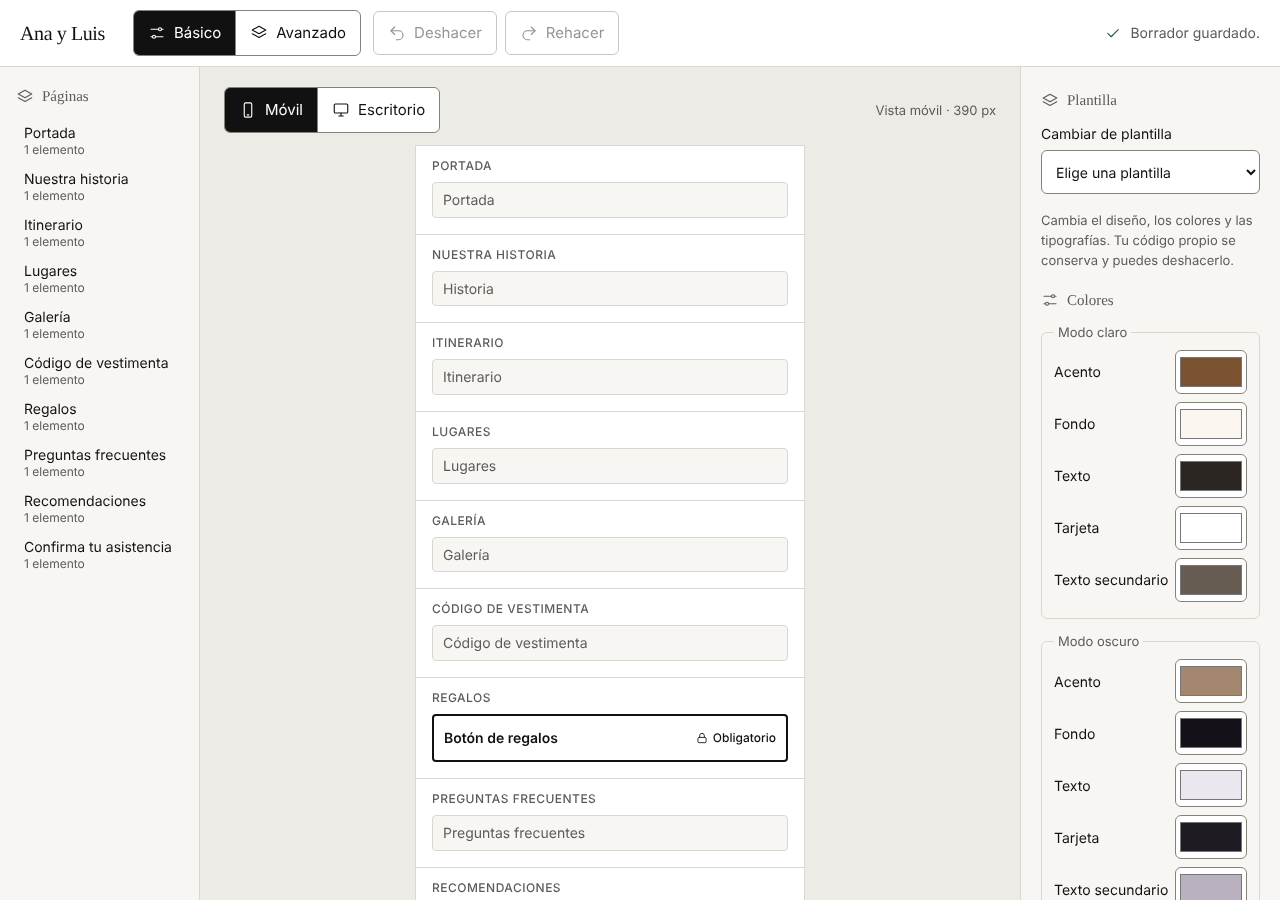 Ana y Luis
Básico
Avanzado
Deshacer
Rehacer
Borrador guardado.
Páginas
Portada
1 elemento
Nuestra historia
1 elemento
Itinerario
1 elemento
Lugares
1 elemento
Galería
1 elemento
Código de vestimenta
1 elemento
Regalos
1 elemento
Preguntas frecuentes
1 elemento
Recomendaciones
1 elemento
Confirma tu asistencia
1 elemento
Móvil
Escritorio
Vista móvil · 390 px
PORTADA
Portada
NUESTRA HISTORIA
Historia
ITINERARIO
Itinerario
LUGARES
Lugares
GALERÍA
Galería
CÓDIGO DE VESTIMENTA
Código de vestimenta
REGALOS
Botón de regalos
Obligatorio
PREGUNTAS FRECUENTES
Preguntas frecuentes
RECOMENDACIONES
Plantilla
Cambiar de plantilla
Elige una plantilla
Cambia el diseño, los colores y las
tipografías. Tu código propio se
conserva y puedes deshacerlo.
Colores
Modo claro
Acento
Fondo
Texto
Tarjeta
Texto secundario
Modo oscuro
Acento
Fondo
Texto
Tarjeta
Texto secundario